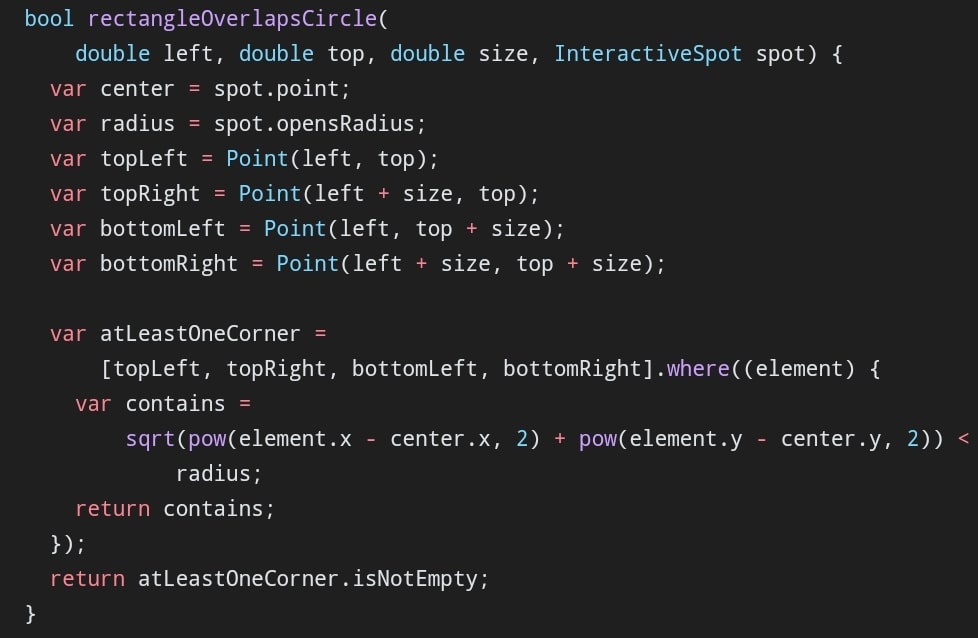 bool rectangleOverlapsCircle(
    double left, double top, double size, InteractiveSpot spot) {
  var center = spot.point;
  var radius = spot.opensRadius;
  var topLeft = Point(left, top);
  var topRight = Point(left + size, top);
  var bottomLeft = Point(left, top + size);
  var bottomRight = Point(left + size, top + size);

  var atLeastOneCorner =
      [topLeft, topRight, bottomLeft, bottomRight].where((element) {
    var contains =
        sqrt(pow(element.x - center.x, 2) + pow(element.y - center.y, 2)) <
            radius;
    return contains;
  });
  return atLeastOneCorner.isNotEmpty;
}